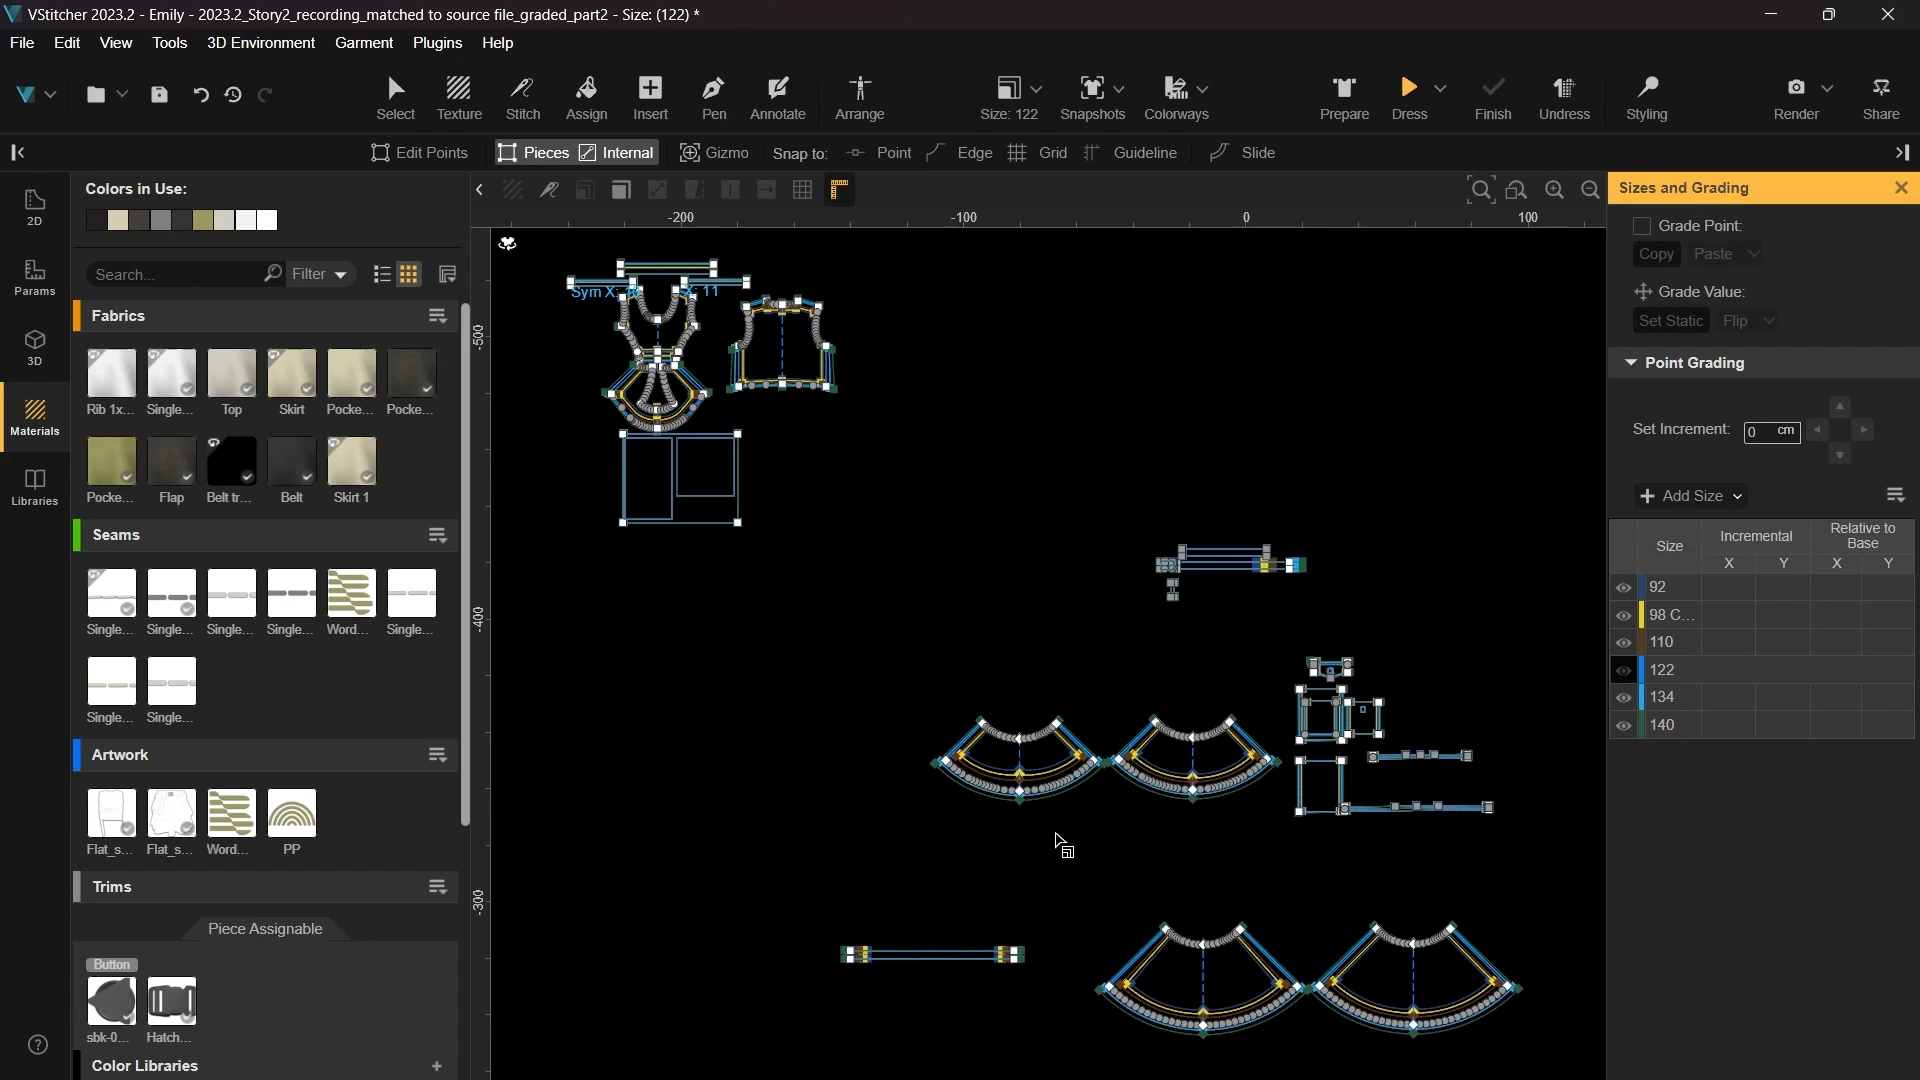 VStitcher 2023.2 - Emily - 2023.2_Story2_recording_matched to source file_graded_part2 - Size: (122) *
File Edit View Tools 3D Environment Garment Plugins Help
Select Texture Stitch Assign Insert Pen Annotate Arrange Size: 122 Snapshots Colorways Prepare Dress Finish Undress Styling Render Share
Edit Points Pieces Internal Gizmo Snap to: Point Edge Grid Guideline Slide
2D
Params
3D
Materials
Libraries
Colors in Use:
Search... Filter
Fabrics
Rib 1x... Single... Top Skirt Pocke... Pocke...
Pocke... Flap Belt tr... Belt Skirt 1
Seams
Single... Single... Single... Single... Word... Single...
Single... Single...
Artwork
Flat_s... Flat_s... Word... PP
Trims
Piece Assignable
Button
sbk-0... Hatch...
Color Libraries +
-200 -100 0 100
-500
-400
-300
Sym X:
X: 11
Sizes and Grading
Grade Point:
Copy Paste
Grade Value:
Set Static Flip
Point Grading
Set Increment: 0 cm
+ Add Size
Size Incremental Relative to Base
X Y X Y
92
98 C...
110
122
134
140